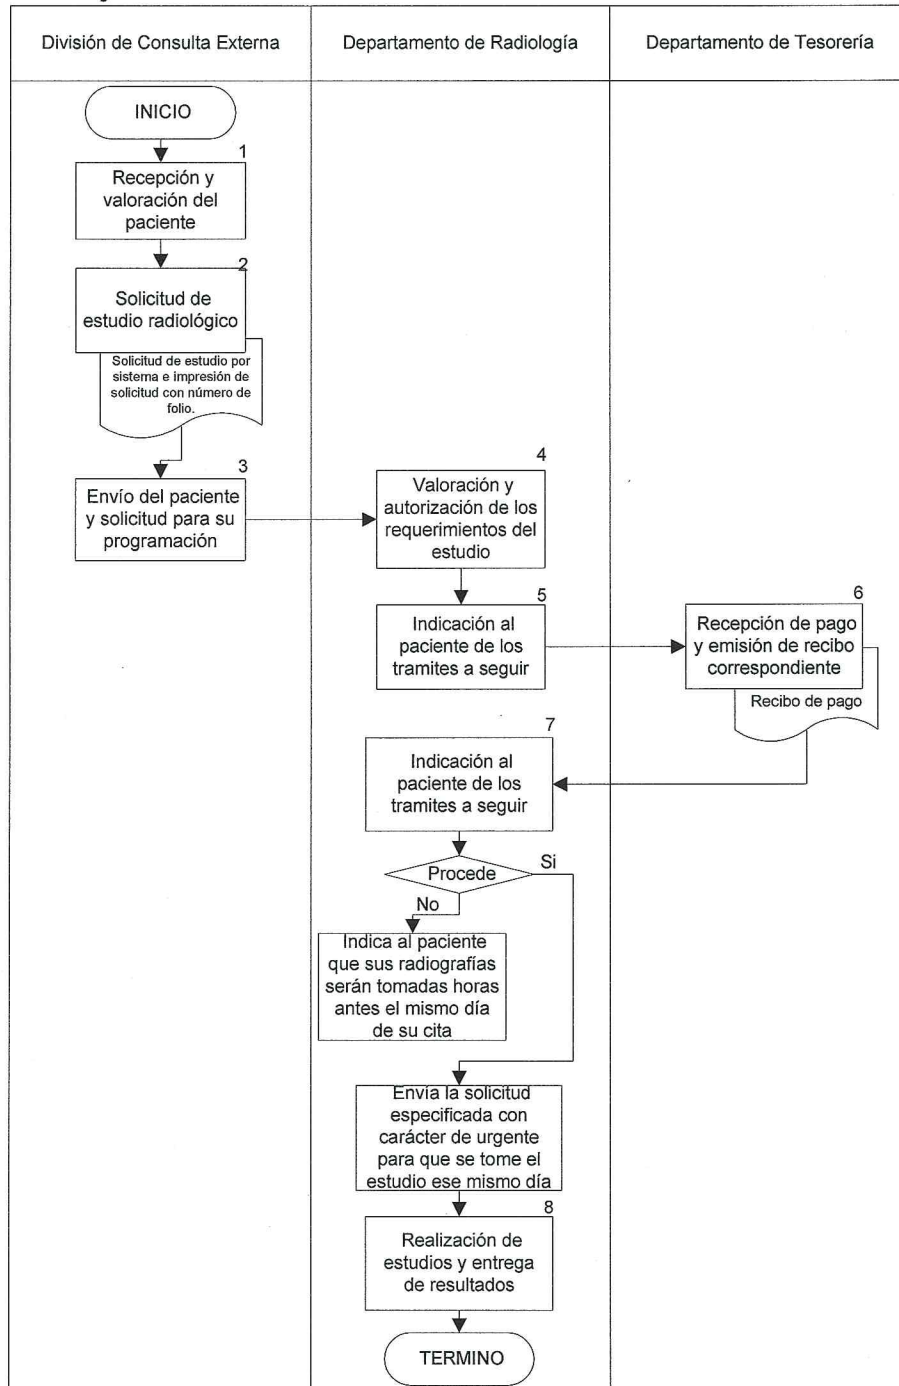 División de Consulta Externa
Departamento de Radiología
Departamento de Tesorería
INICIO
1
Recepción y
valoración del
paciente
2
Solicitud de
estudio radiológico
Solicitud de estudio por
sistema e impresión de
solicitud con número de
folio.
3
Envío del paciente
y solicitud para su
programación
4
Valoración y
autorización de los
requerimientos del
estudio
5
Indicación al
paciente de los
tramites a seguir
6
Recepción de pago
y emisión de recibo
correspondiente
Recibo de pago
7
Indicación al
paciente de los
tramites a seguir
Procede
Si
No
Indica al paciente
que sus radiografías
serán tomadas horas
antes el mismo día
de su cita
Envía la solicitud
especificada con
carácter de urgente
para que se tome el
estudio ese mismo día
8
Realización de
estudios y entrega
de resultados
TERMINO